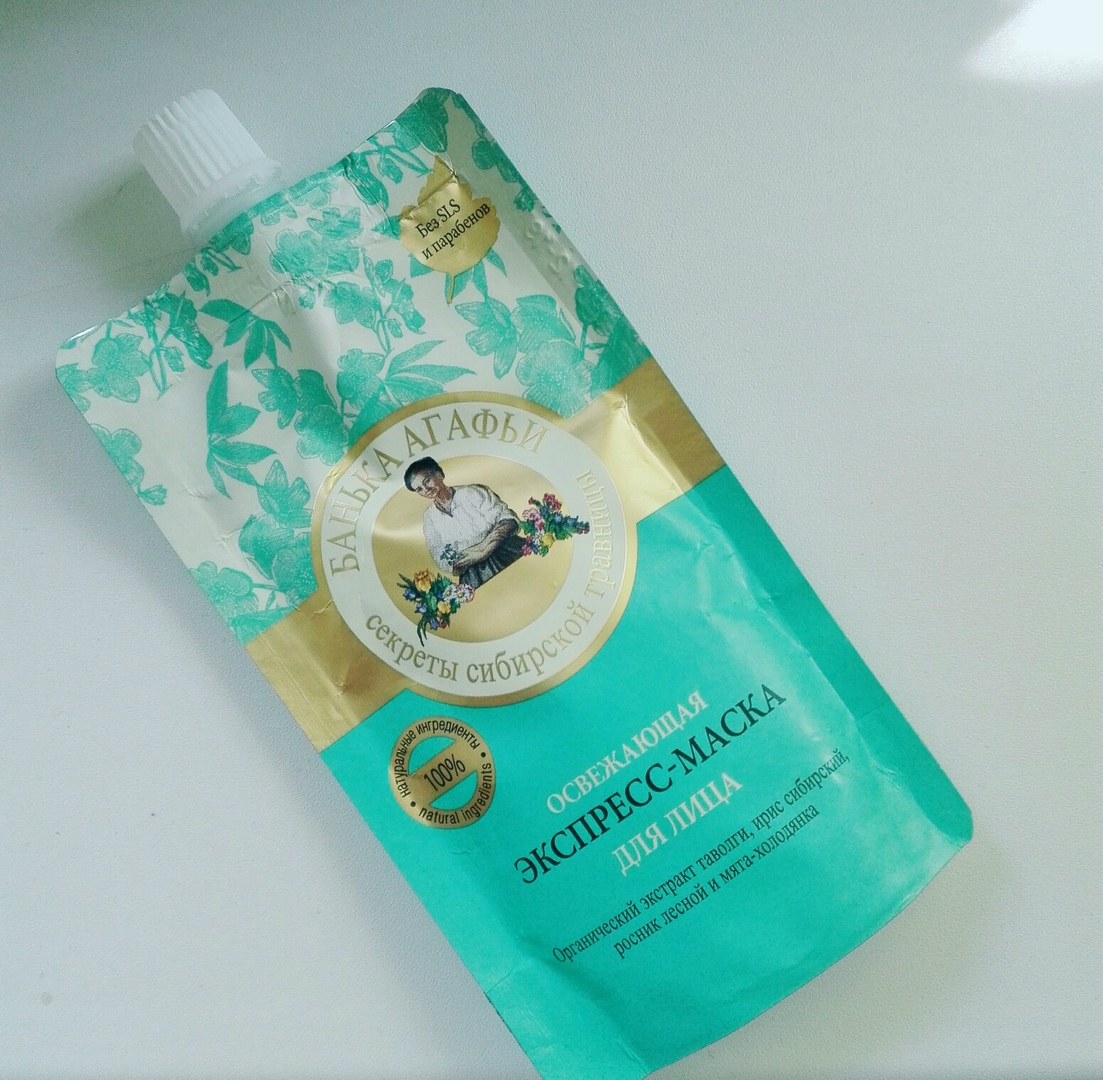 Без SLS
и парабенов
БАНЬКА АГАФЬИ
секреты сибирской травницы
натуральные ингредиенты
100%
natural ingredients
ОСВЕЖАЮЩАЯ
ЭКСПРЕСС-МАСКА
ДЛЯ ЛИЦА
Органический экстракт таволги, ирис сибирский,
росник лесной и мята-холодянка